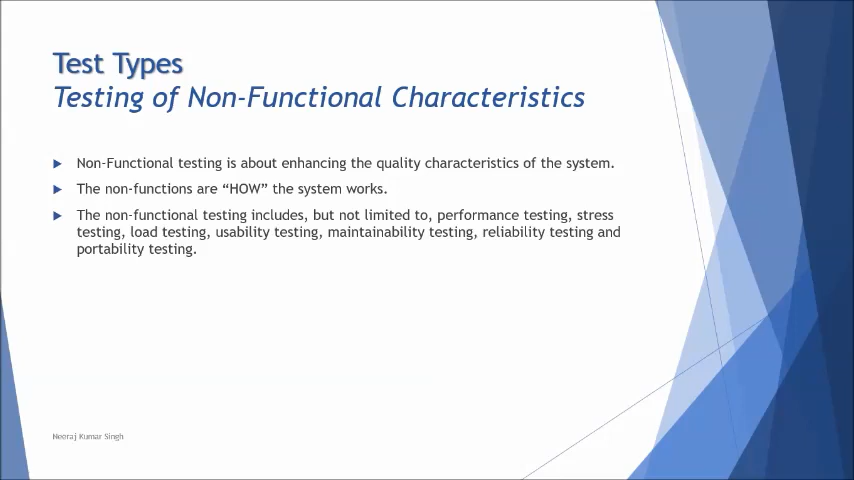 Test Types
Testing of Non-Functional Characteristics
Non-Functional testing is about enhancing the quality characteristics of the system.
The non-functions are “HOW” the system works.
The non-functional testing includes, but not limited to, performance testing, stress
testing, load testing, usability testing, maintainability testing, reliability testing and
portability testing.
Neeraj Kumar Singh